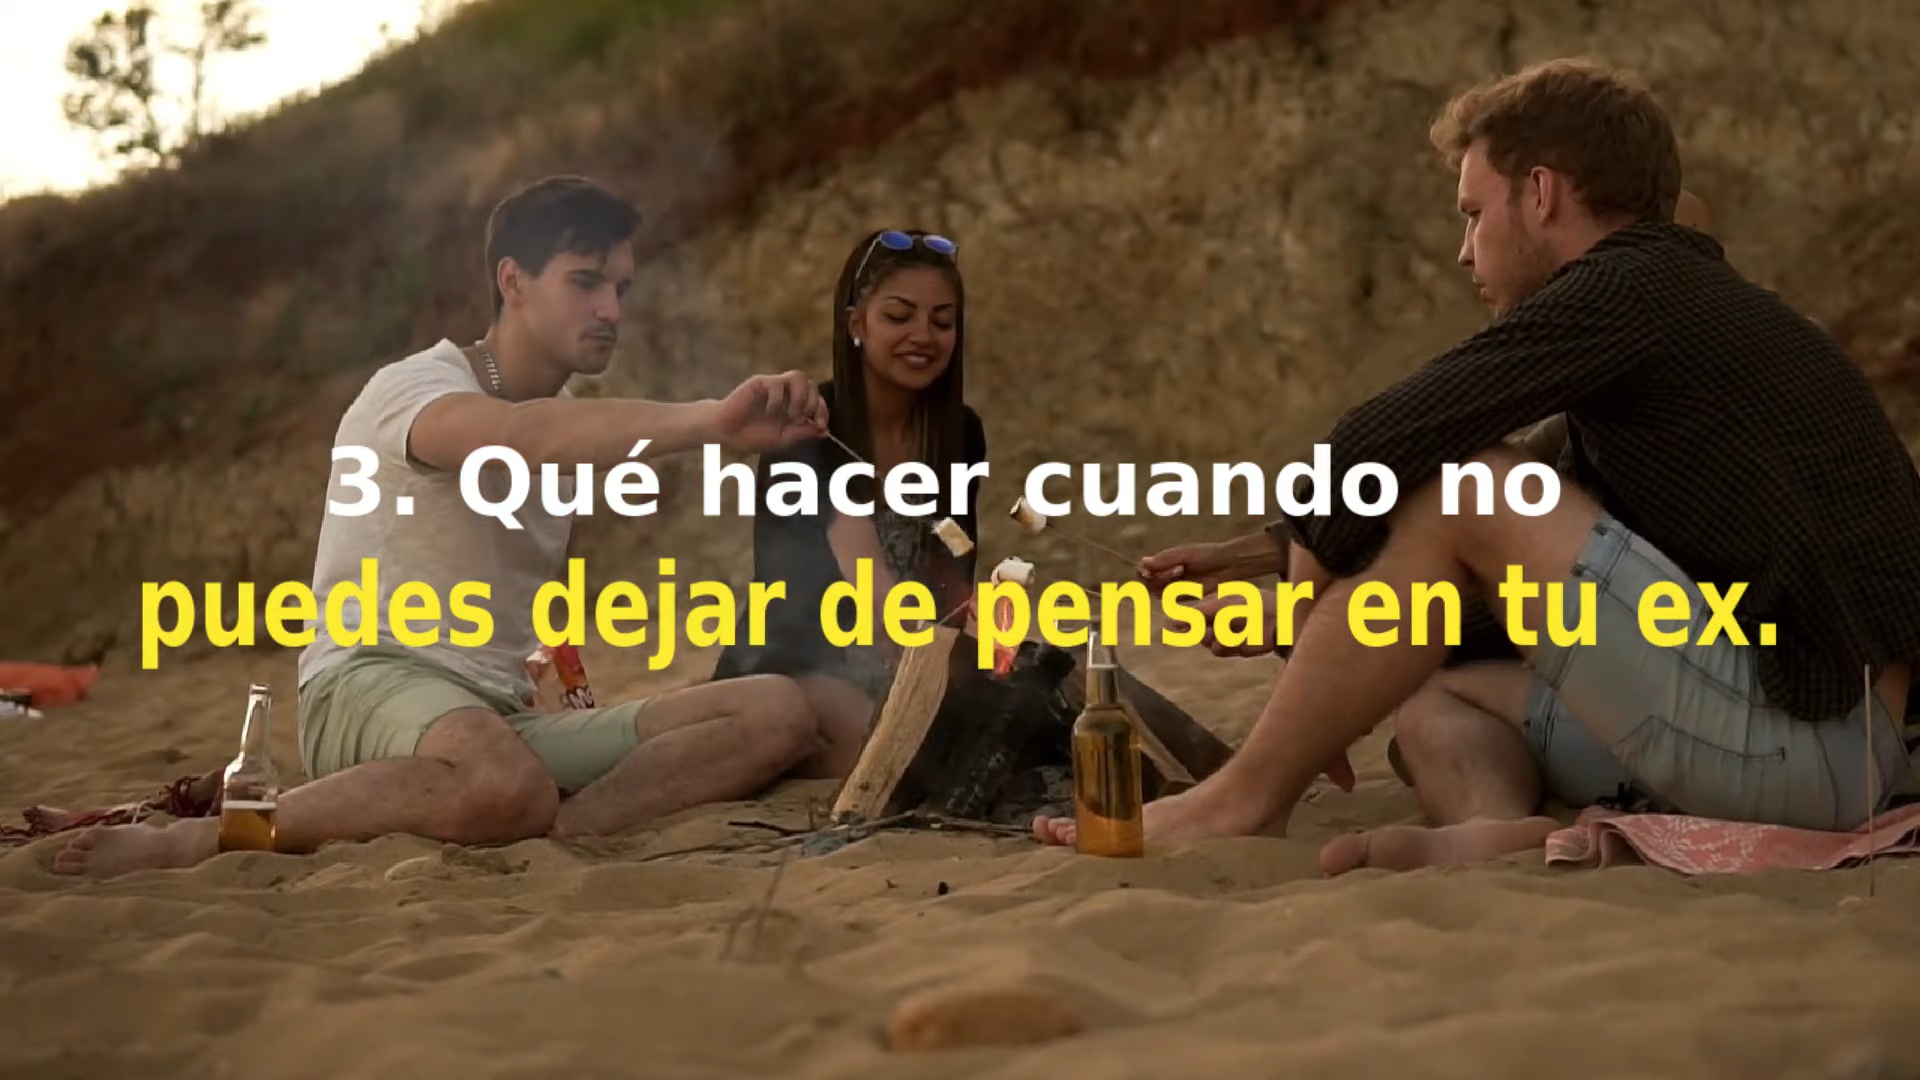 3. Qué hacer cuando no
puedes dejar de pensar en tu ex.